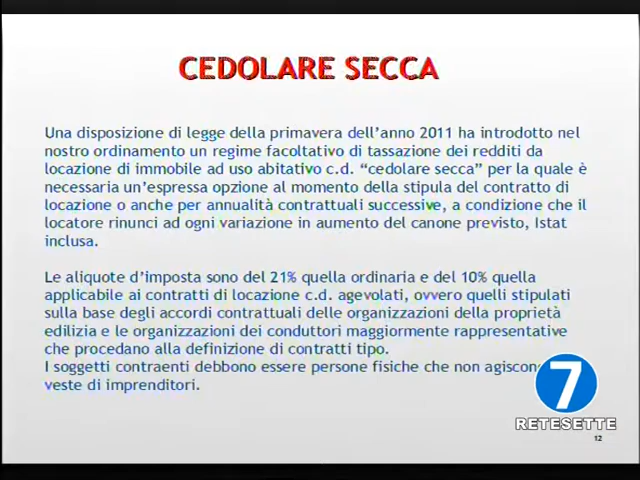 CEDOLARE SECCA
Una disposizione di legge della primavera dell'anno 2011 ha introdotto nel
nostro ordinamento un regime facoltativo di tassazione dei redditi da
locazione di immobile ad uso abitativo c.d. “cedolare secca” per la quale è
necessaria un'espressa opzione al momento della stipula del contratto di
locazione o anche per annualità contrattuali successive, a condizione che il
locatore rinunci ad ogni variazione in aumento del canone previsto, Istat
inclusa.
Le aliquote d'imposta sono del 21% quella ordinaria e del 10% quella
applicabile ai contratti di locazione c.d. agevolati, ovvero quelli stipulati
sulla base degli accordi contrattuali delle organizzazioni della proprietà
edilizia e le organizzazioni dei conduttori maggiormente rappresentative
che procedano alla definizione di contratti tipo.
I soggetti contraenti debbono essere persone fisiche che non agiscono
veste di imprenditori.
7
RETESETTE
12